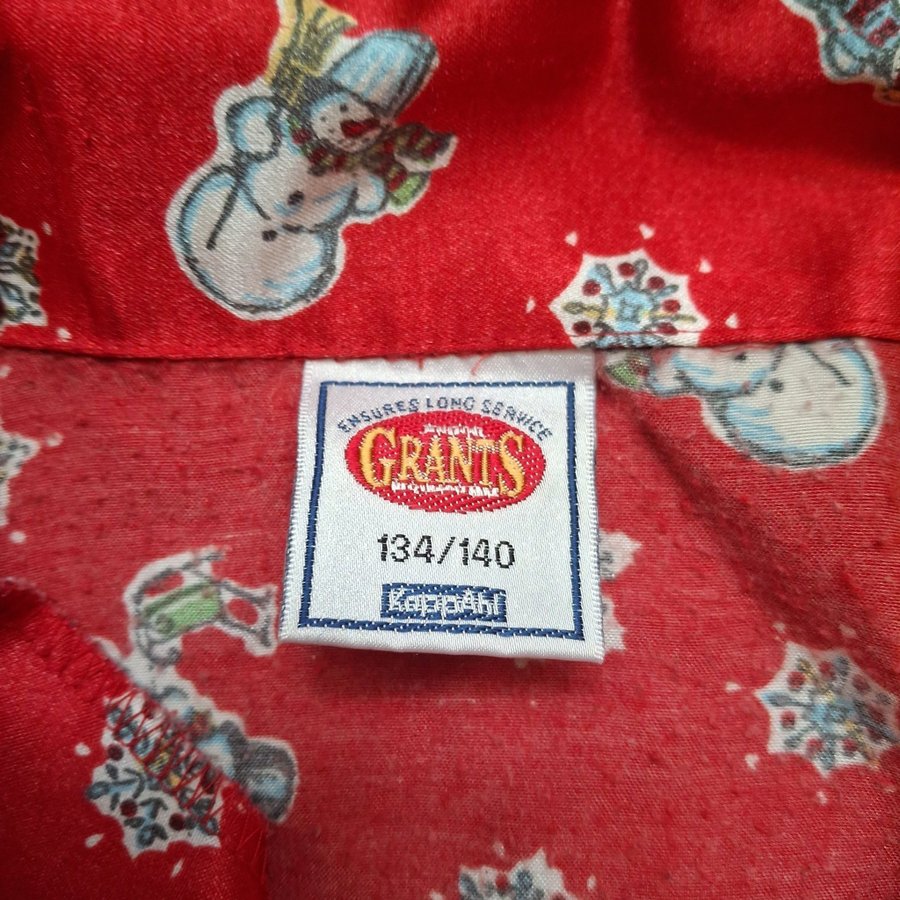 ENSURES LONG SERVICE
GRANTS
134/140
KappAhl